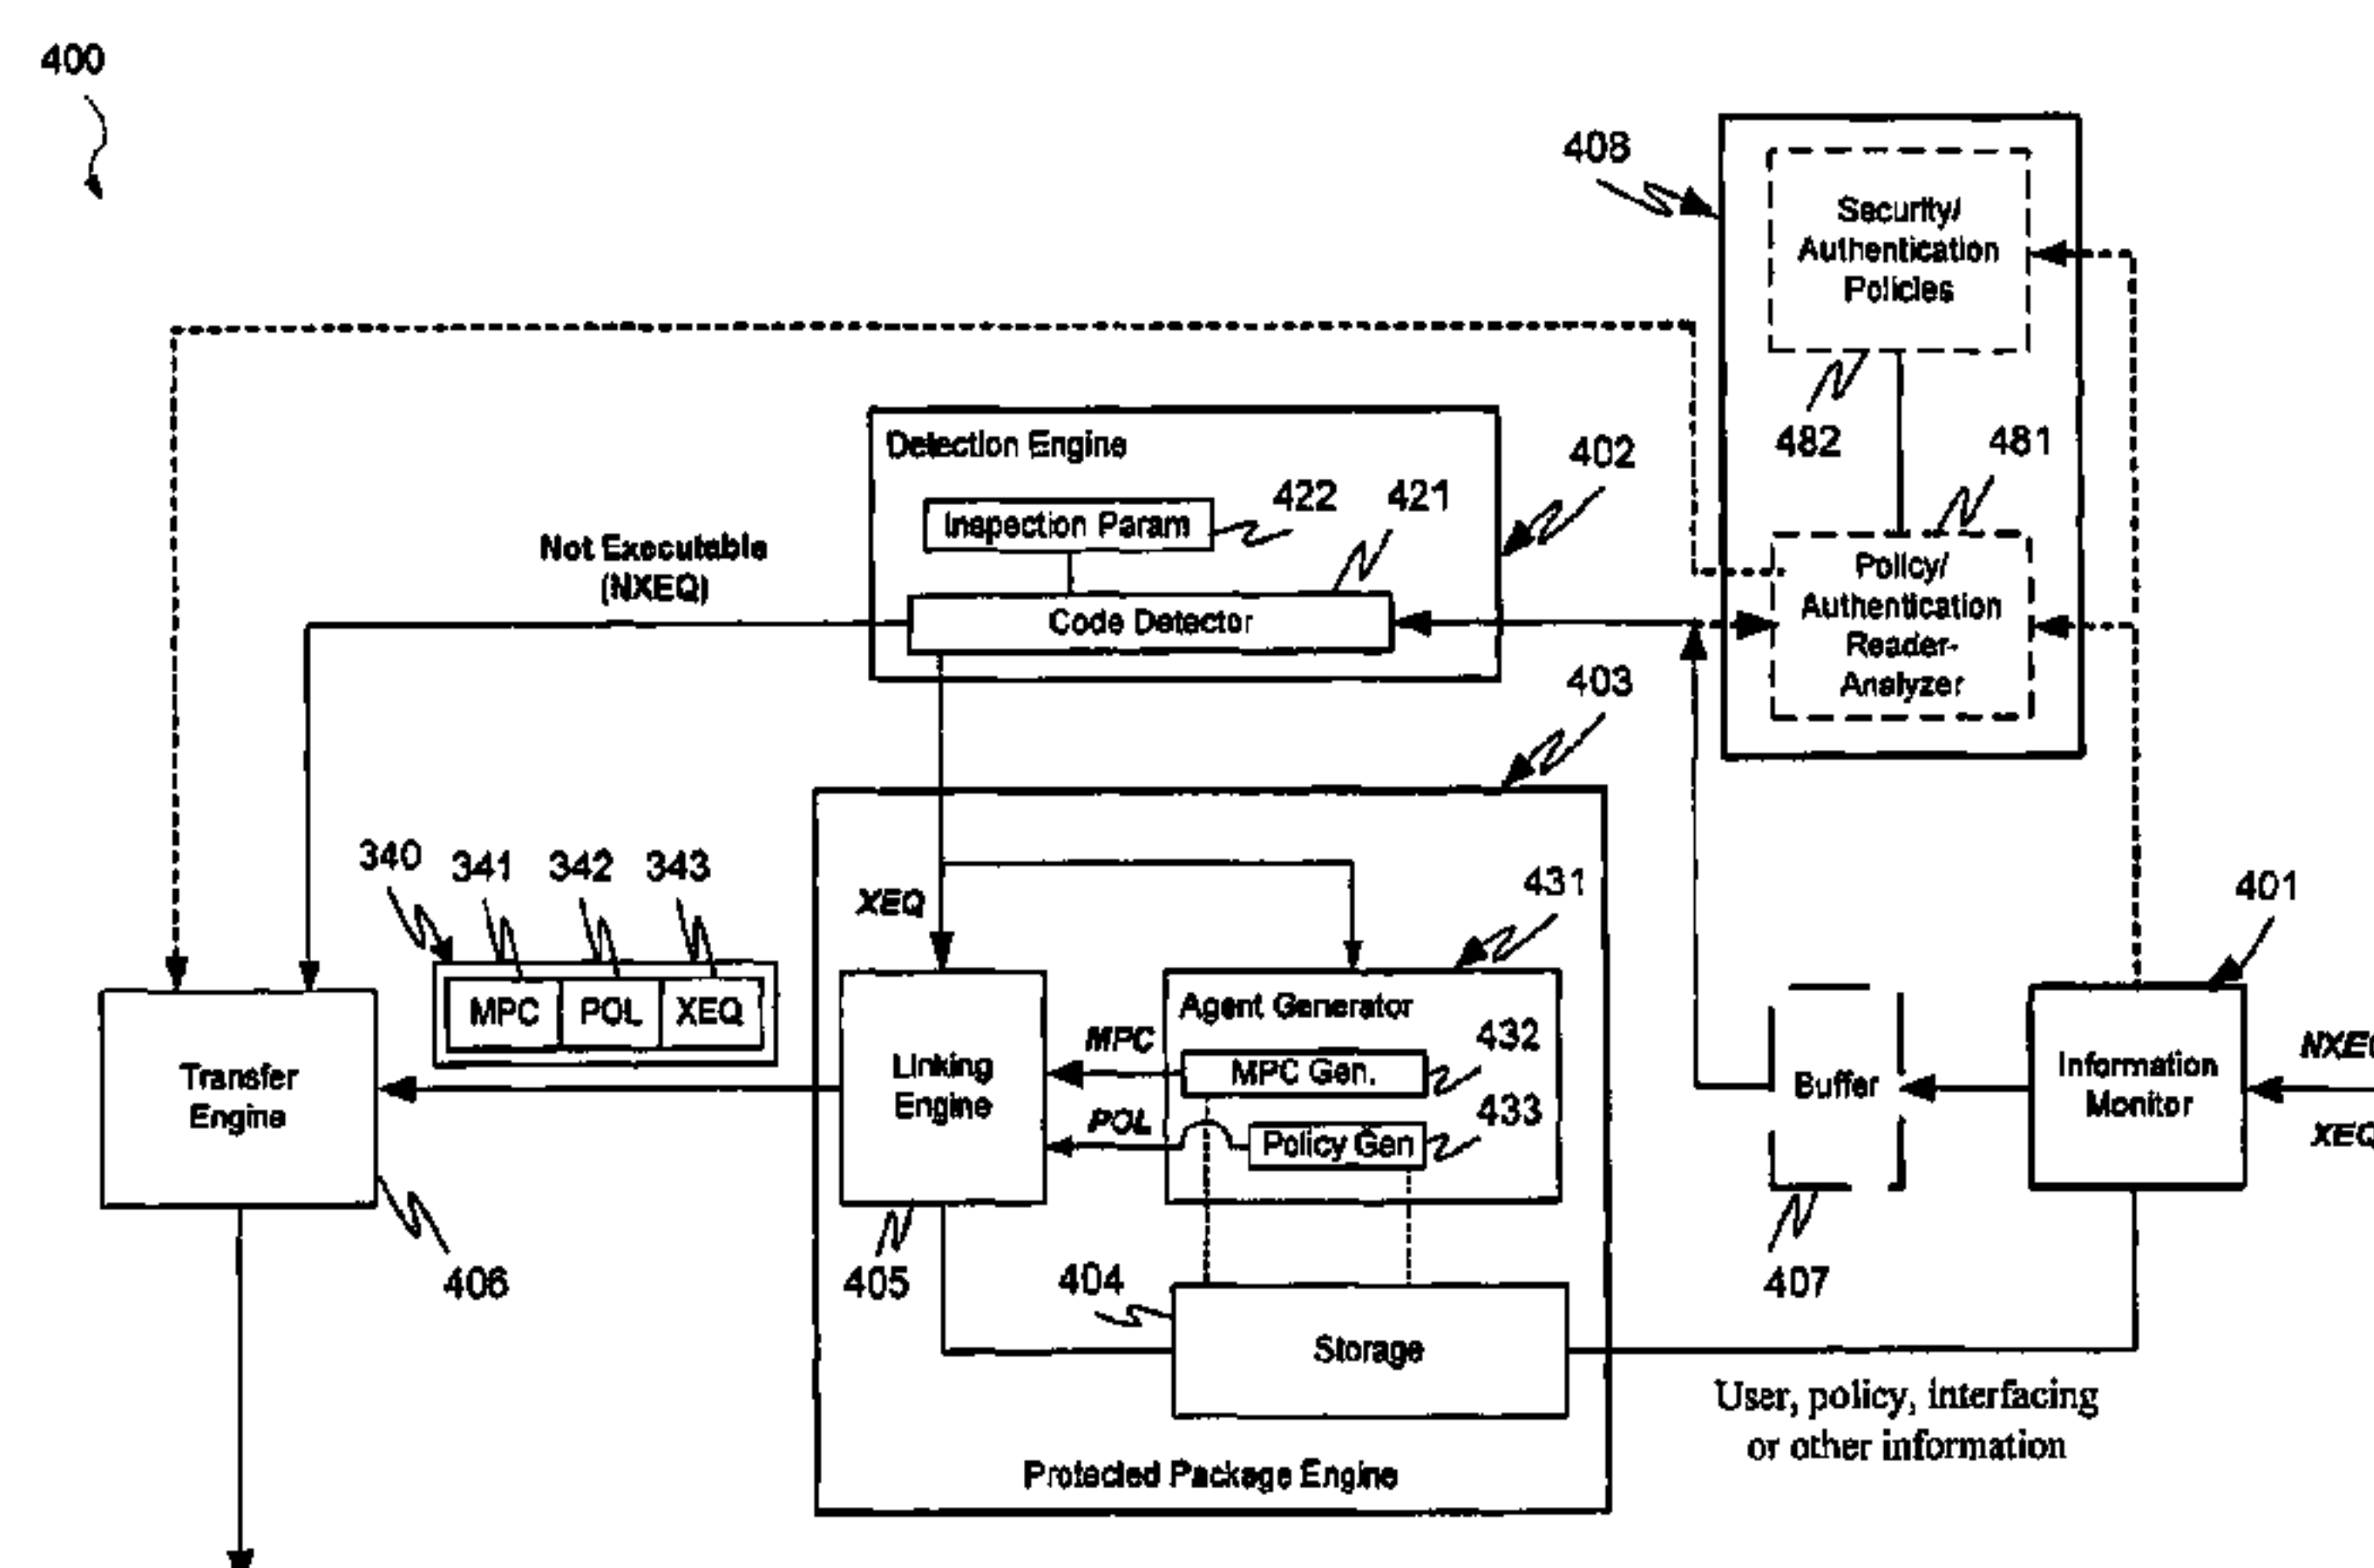 400
408
Security/
Authentication
Policies
482
481
Policy/
Authentication
Reader-
Analyzer
Detection Engine
402
422
421
Inspection Param
Code Detector
Not Executable
(NXEQ)
403
340
341
342
343
MPC
POL
XEQ
XEQ
431
Agent Generator
MPC
432
MPC Gen.
POL
433
Policy Gen
Linking
Engine
405
404
Storage
Protected Package Engine
Transfer
Engine
406
401
Buffer
407
Information
Monitor
XEQ
User, policy, interfacing
or other information